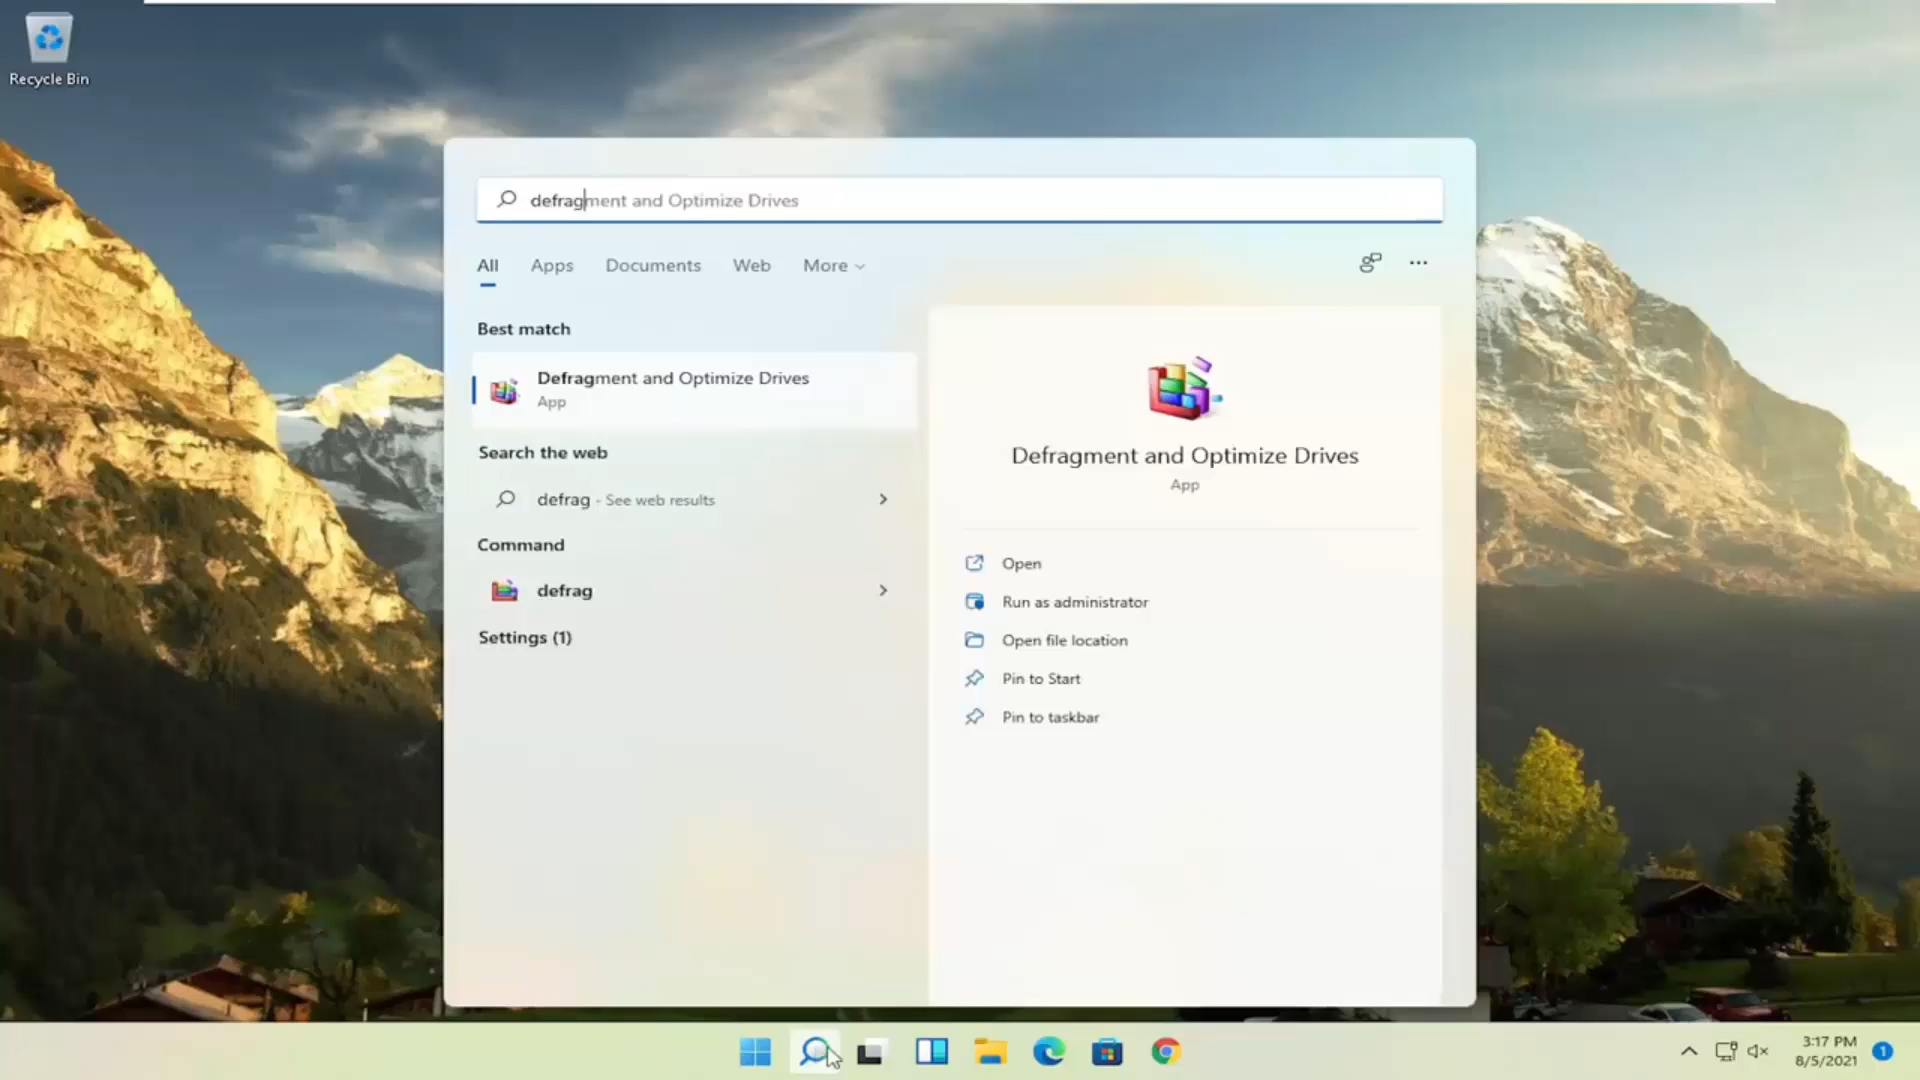 Recycle Bin
defragment and Optimize Drives
All Apps Documents Web More
Best match
Defragment and Optimize Drives
App
Search the web
defrag - See web results
Command
defrag
Settings (1)
Defragment and Optimize Drives
App
Open
Run as administrator
Open file location
Pin to Start
Pin to taskbar
3:17 PM
8/5/2021
1